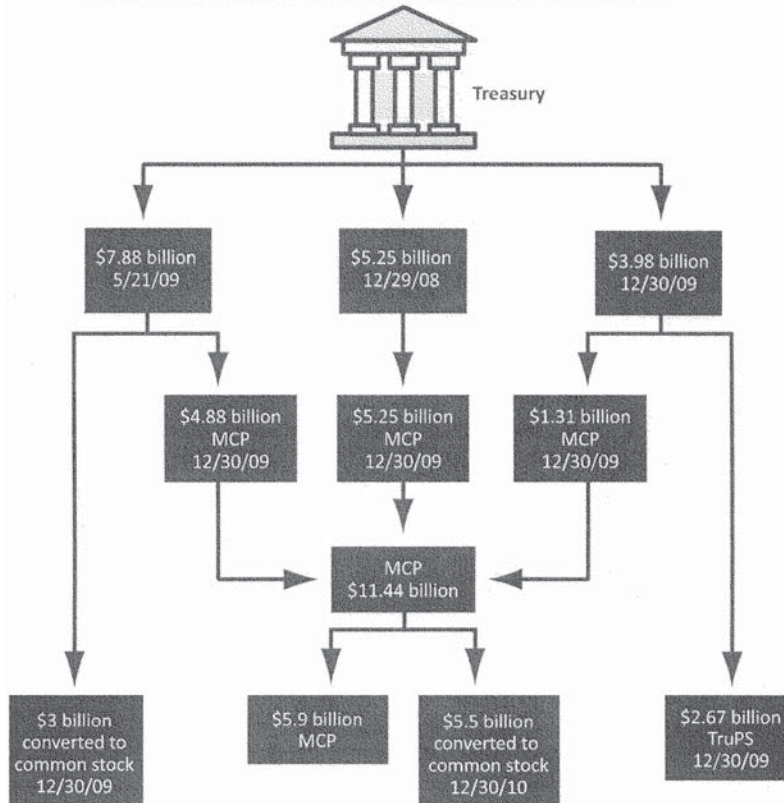 Treasury
$7.88 billion
5/21/09
$5.25 billion
12/29/08
$3.98 billion
12/30/09
$4.88 billion
MCP
12/30/09
$5.25 billion
MCP
12/30/09
$1.31 billion
MCP
12/30/09
MCP
$11.44 billion
$3 billion
converted to
common stock
12/30/09
$5.9 billion
MCP
$5.5 billion
converted to
common stock
12/30/10
$2.67 billion
TruPS
12/30/09